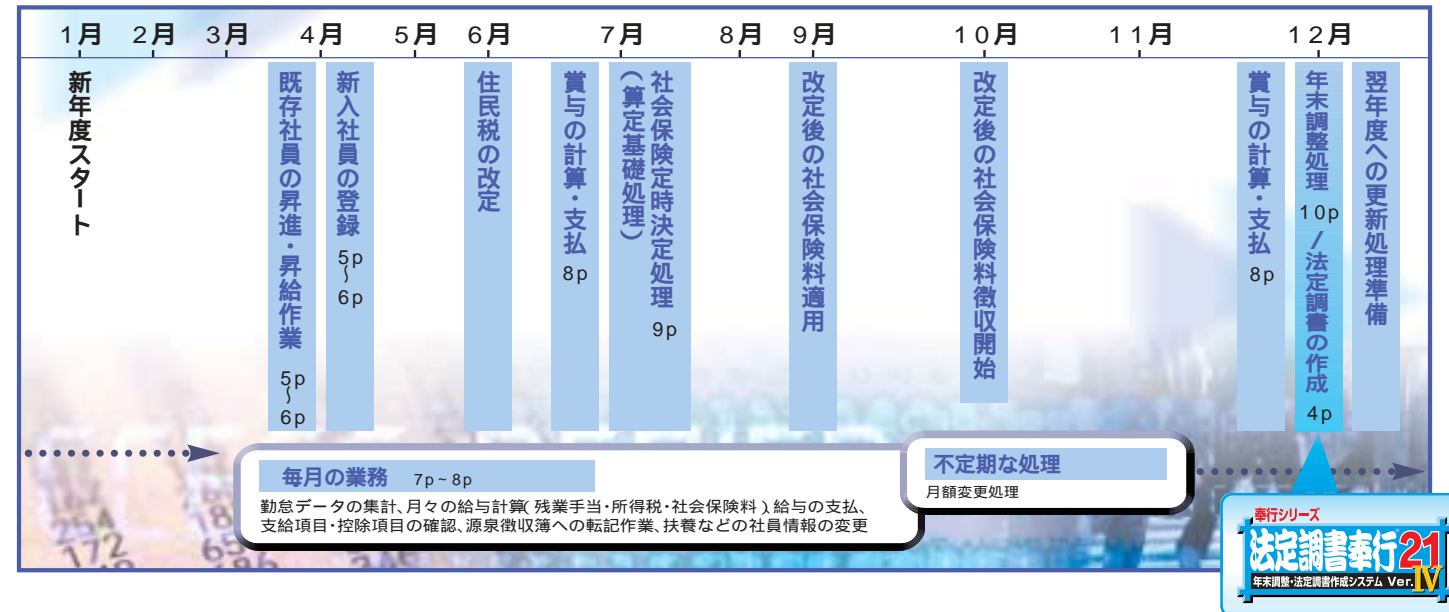 1月 2月 3月 4月 5月 6月 7月 8月 9月 10月 11月 12月
新年度スタート
既存社員の昇進・昇給作業 5p〜6p
新入社員の登録 5p〜6p
住民税の改定
賞与の計算・支払 8p
社会保険定時決定処理 9p
（算定基礎処理）
改定後の社会保険料適用
改定後の社会保険料徴収開始
賞与の計算・支払 8p
年末調整処理 10p /法定調書の作成 4p
翌年度への更新処理準備
毎月の業務 7p~8p
勤怠データの集計、月々の給与計算(残業手当・所得税・社会保険料)、給与の支払、
支給項目・控除項目の確認、源泉徴収簿への転記作業、扶養などの社員情報の変更
不定期な処理
月額変更処理
奉行シリーズ
法定調書奉行21
年末調整・法定調書作成システム Ver.IV